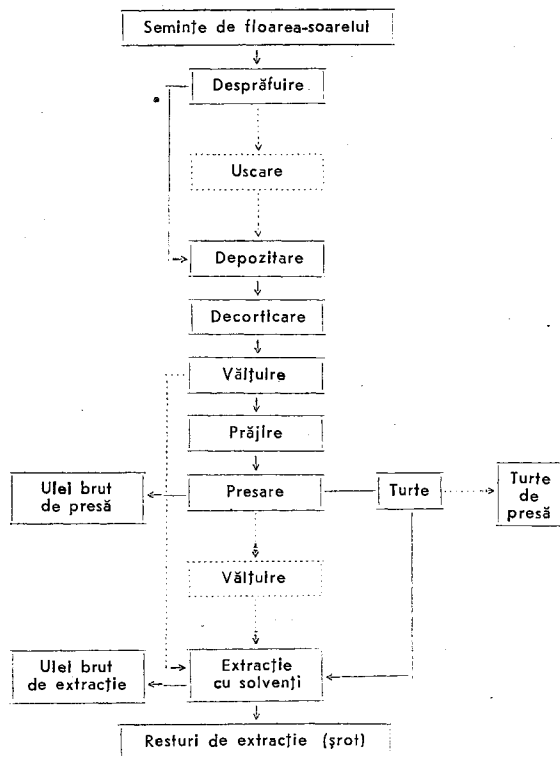 Seminţe de floarea-soarelui
Desprăfuire
Uscare
Depozitare
Decorticare
Vălţuire
Prăjire
Ulei brut
de presă
Presare
Turte
Turte
de
presă
Vălţuire
Ulei brut
de extracţie
Extracţie
cu solvenţi
Resturi de extracţie (şrot)